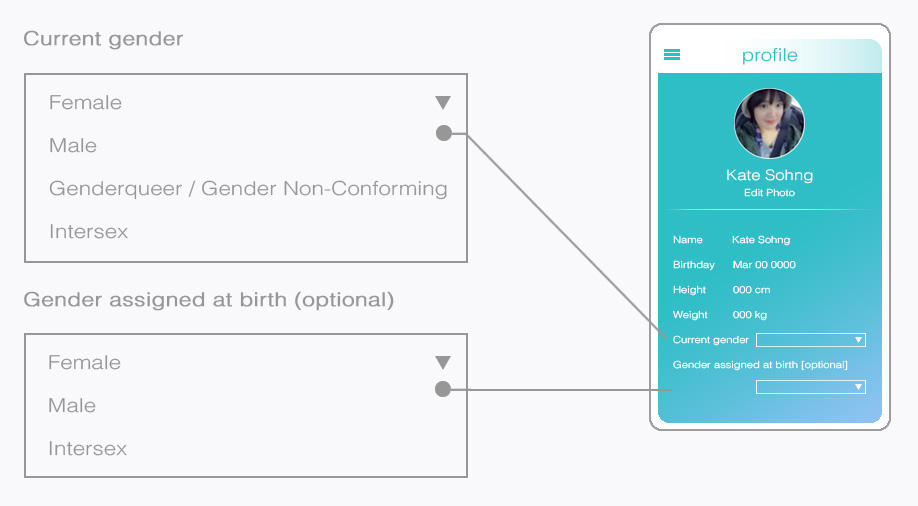 Current gender
Female
Male
Genderqueer / Gender Non-Conforming
Intersex
Gender assigned at birth (optional)
Female
Male
Intersex
profile
Kate Sohng
Edit Photo
Name Kate Sohng
Birthday Mar 00 0000
Height 000 cm
Weight 000 kg
Current gender
Gender assigned at birth [optional]